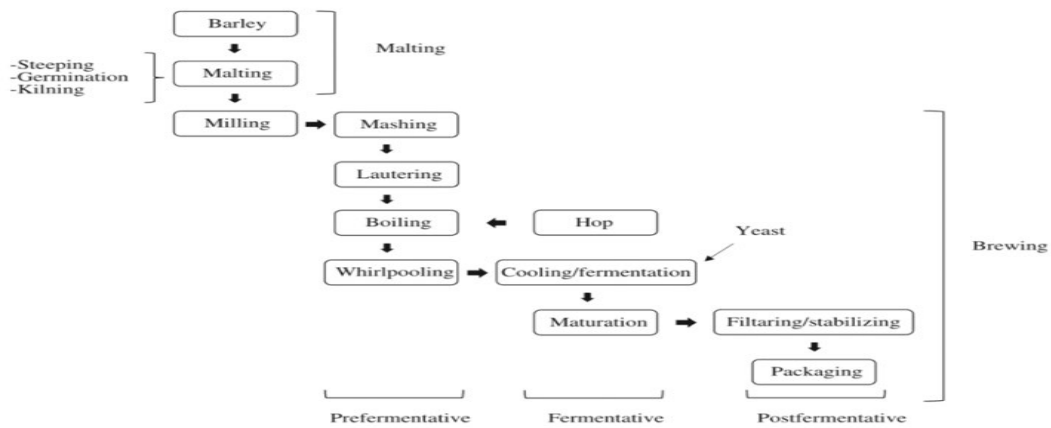 Barley
Malting
-Steeping
-Germination
-Kilning
Malting
Milling
Mashing
Lautering
Boiling
Hop
Yeast
Brewing
Whirlpooling
Cooling/fermentation
Maturation
Filtaring/stabilizing
Packaging
Prefermentative
Fermentative
Postfermentative